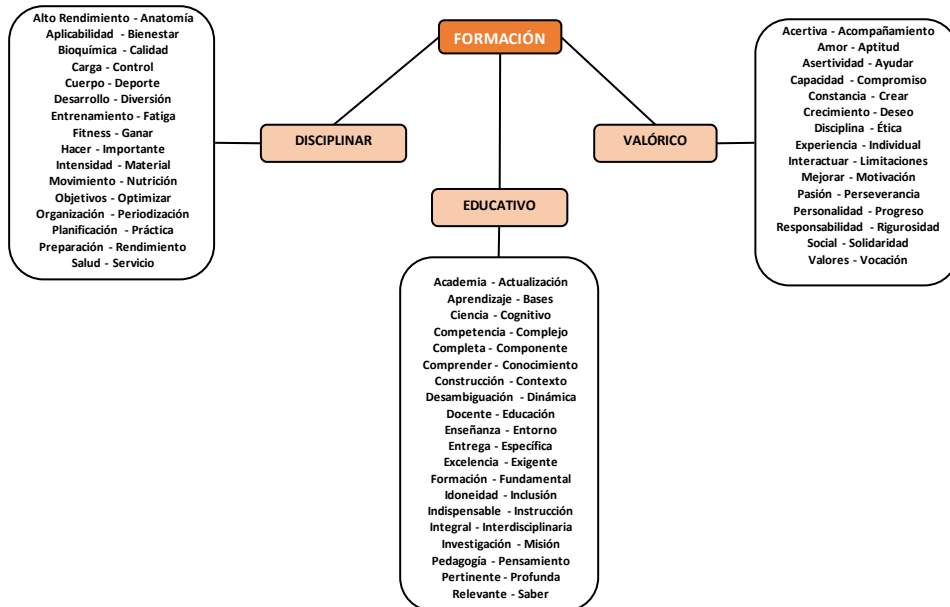 FORMACIÓN
DISCIPLINAR
Alto Rendimiento - Anatomía
Aplicabilidad - Bienestar
Bioquímica - Calidad
Carga - Control
Cuerpo - Deporte
Desarrollo - Diversión
Entrenamiento - Fatiga
Fitness - Ganar
Hacer - Importante
Intensidad - Material
Movimiento - Nutrición
Objetivos - Optimizar
Organización - Periodización
Planificación - Práctica
Preparación - Rendimiento
Salud - Servicio
EDUCATIVO
Academia - Actualización
Aprendizaje - Bases
Ciencia - Cognitivo
Competencia - Complejo
Completa - Componente
Comprender - Conocimiento
Construcción - Contexto
Desambiguación - Dinámica
Docente - Educación
Enseñanza - Entorno
Entrega - Específica
Excelencia - Exigente
Formación - Fundamental
Idoneidad - Inclusión
Indispensable - Instrucción
Integral - Interdisciplinaria
Investigación - Misión
Pedagogía - Pensamiento
Pertinente - Profunda
Relevante - Saber
VALÓRICO
Acertiva - Acompañamiento
Amor - Aptitud
Asertividad - Ayudar
Capacidad - Compromiso
Constancia - Crear
Crecimiento - Deseo
Disciplina - Ética
Experiencia - Individual
Interactuar - Limitaciones
Mejorar - Motivación
Pasión - Perseverancia
Personalidad - Progreso
Responsabilidad - Rigurosidad
Social - Solidaridad
Valores - Vocación